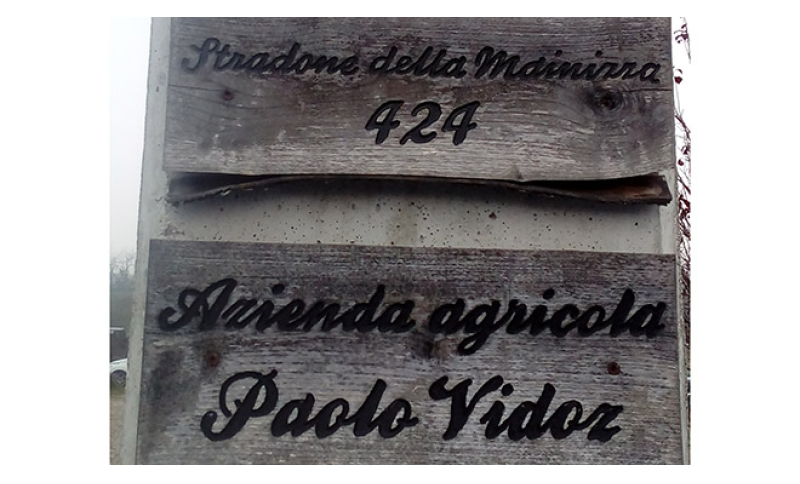 Stradone della Mainizza
424
Azienda agricola
Paolo Vidoz